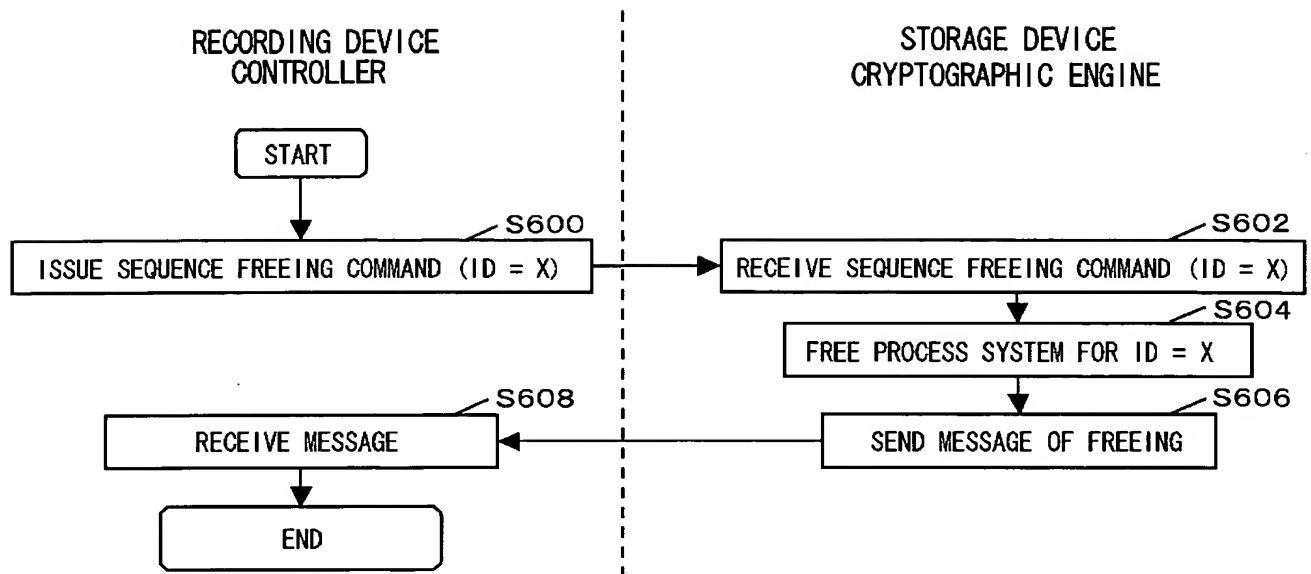 RECORDING DEVICE
CONTROLLER
STORAGE DEVICE
CRYPTOGRAPHIC ENGINE
START
S600
ISSUE SEQUENCE FREEING COMMAND (ID = X)
S602
RECEIVE SEQUENCE FREEING COMMAND (ID = X)
S604
FREE PROCESS SYSTEM FOR ID = X
S606
SEND MESSAGE OF FREEING
S608
RECEIVE MESSAGE
END